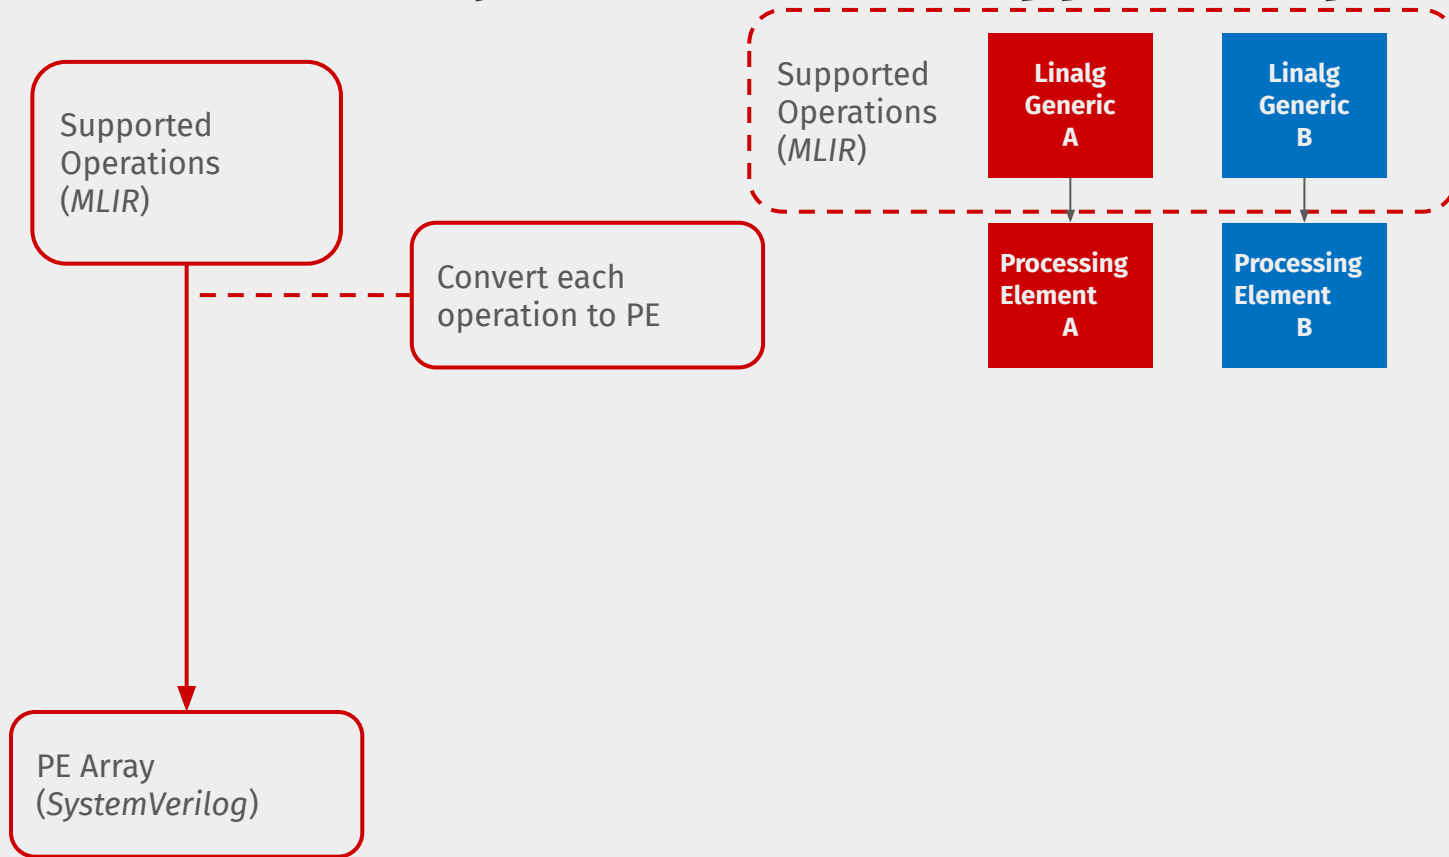 Supported
Operations
(MLIR)
Convert each
operation to PE
PE Array
(SystemVerilog)
Supported
Operations
(MLIR)
Linalg
Generic
A
Linalg
Generic
B
Processing
Element
A
Processing
Element
B